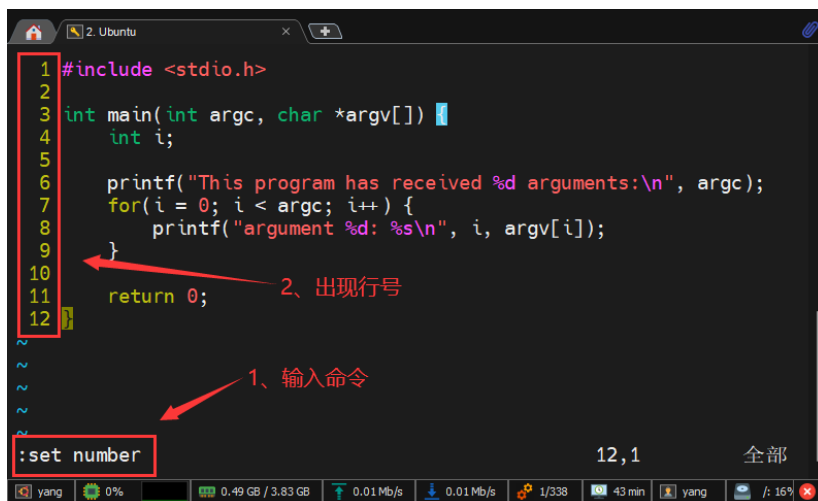 2. Ubuntu
1 #include <stdio.h>
2
3 int main(int argc, char *argv[]) {
4     int i;
5
6     printf("This program has received %d arguments:\n", argc);
7     for(i = 0; i < argc; i++) {
8         printf("argument %d: %s\n", i, argv[i]);
9     }
10
11     return 0;
12 }
~
~
~
~
~
2、出现行号
1、输入命令
:set number 12,1 全部
yang 0% 0.49 GB / 3.83 GB 0.01 Mb/s 0.01 Mb/s 1/338 43 min yang /: 16%